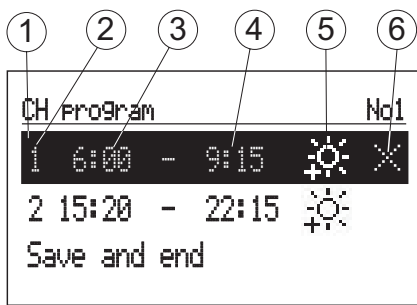 1 2 3 4 5 6
CH program No1
1 6:00 - 9:15
2 15:20 - 22:15
Save and end